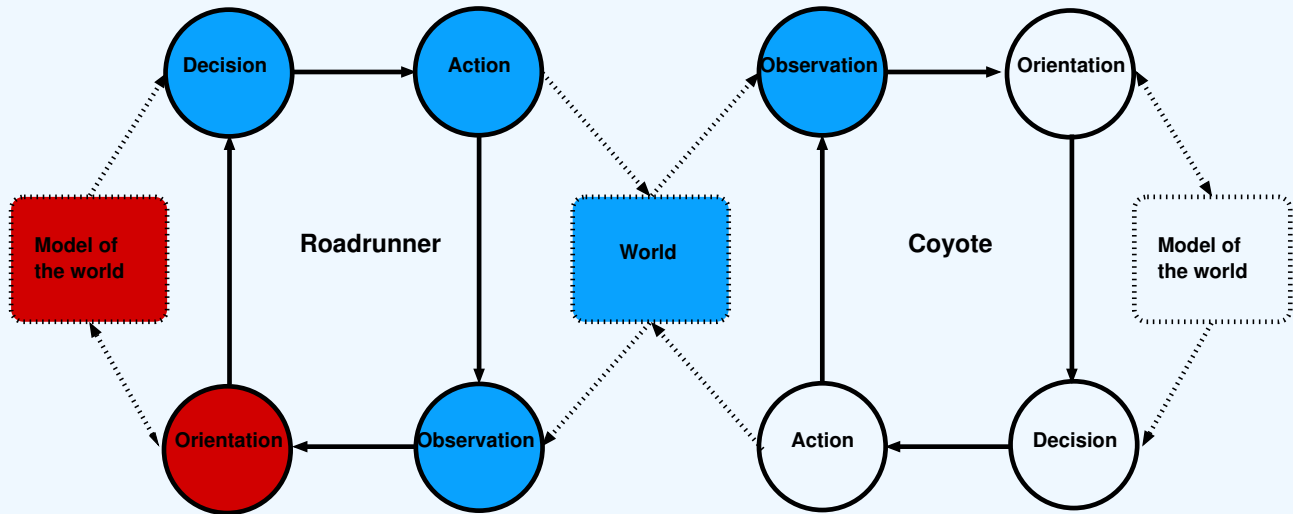 Decision
Action
Observation
Orientation
Model of
the world
Roadrunner
World
Coyote
Model of
the world
Orientation
Observation
Action
Decision